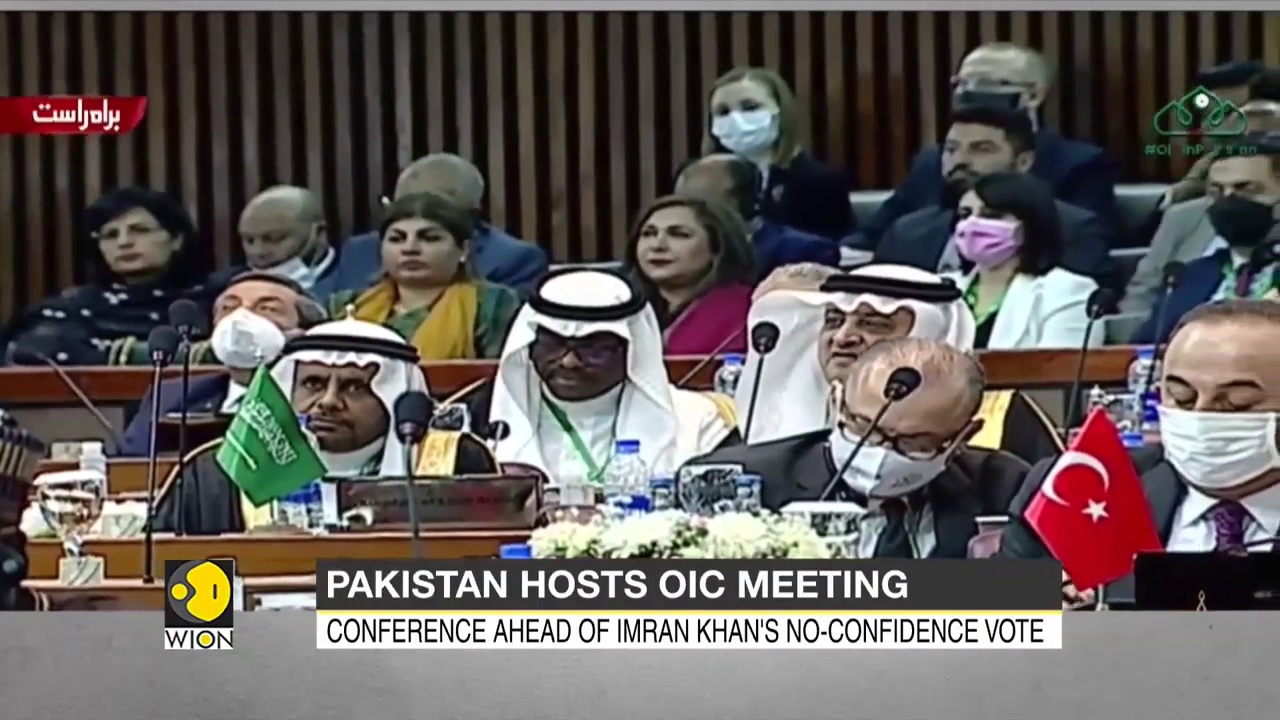 براہ راست
PAKISTAN HOSTS OIC MEETING
CONFERENCE AHEAD OF IMRAN KHAN'S NO-CONFIDENCE VOTE
WION